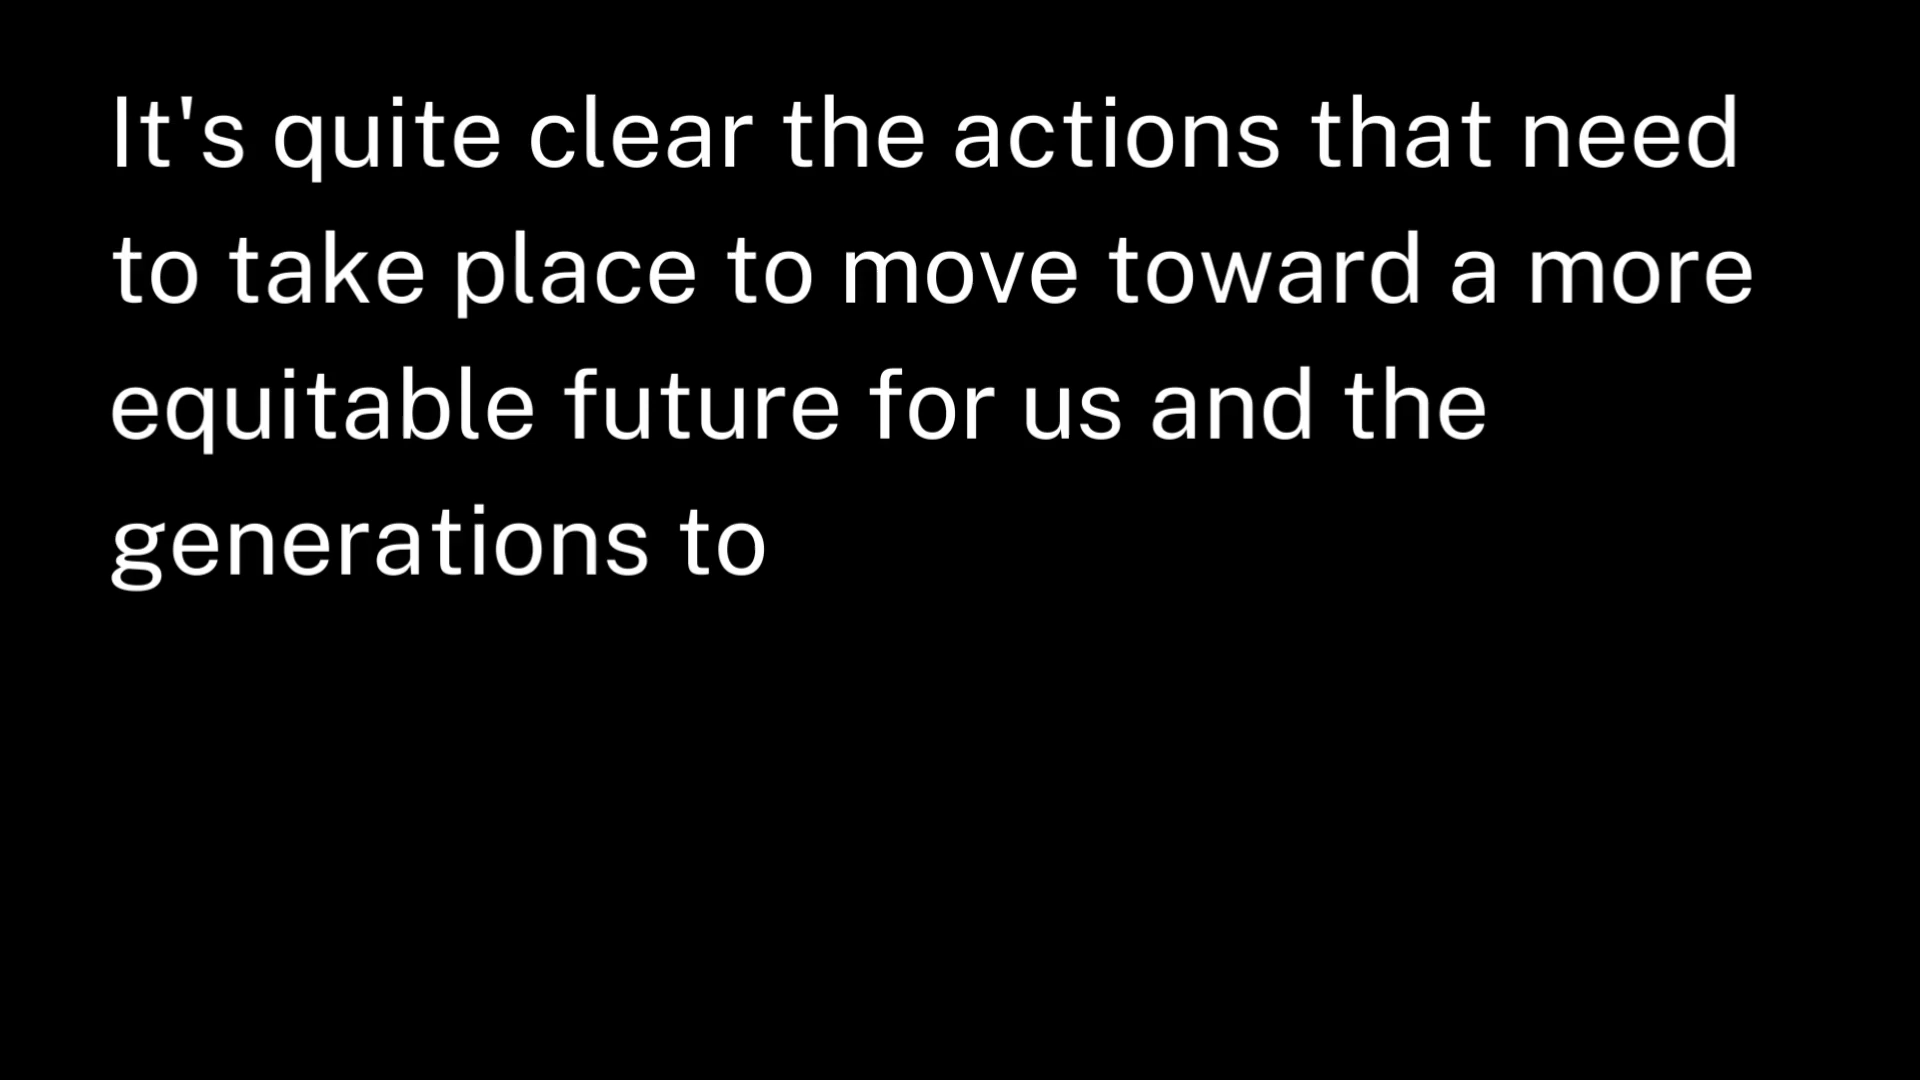 It's quite clear the actions that need
to take place to move toward a more
equitable future for us and the
generations to